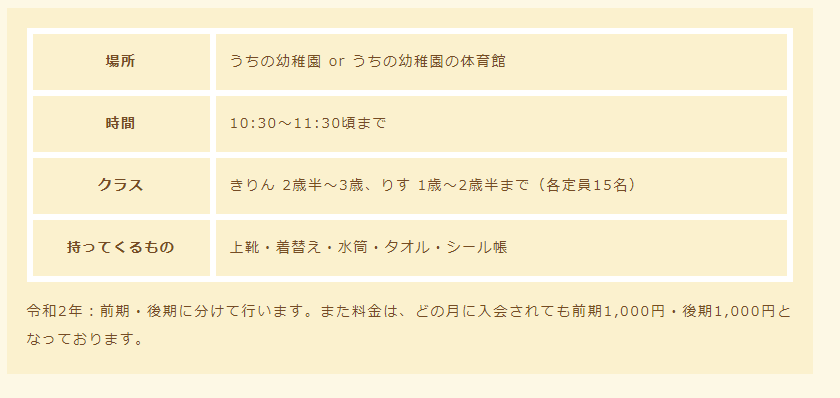 場所 うちの幼稚園 or うちの幼稚園の体育館
時間 10:30～11:30頃まで
クラス きりん 2歳半～3歳、りす 1歳～2歳半まで（各定員15名）
持ってくるもの 上靴・着替え・水筒・タオル・シール帳
令和2年：前期・後期に分けて行います。また料金は、どの月に入会されても前期1,000円・後期1,000円と
なっております。